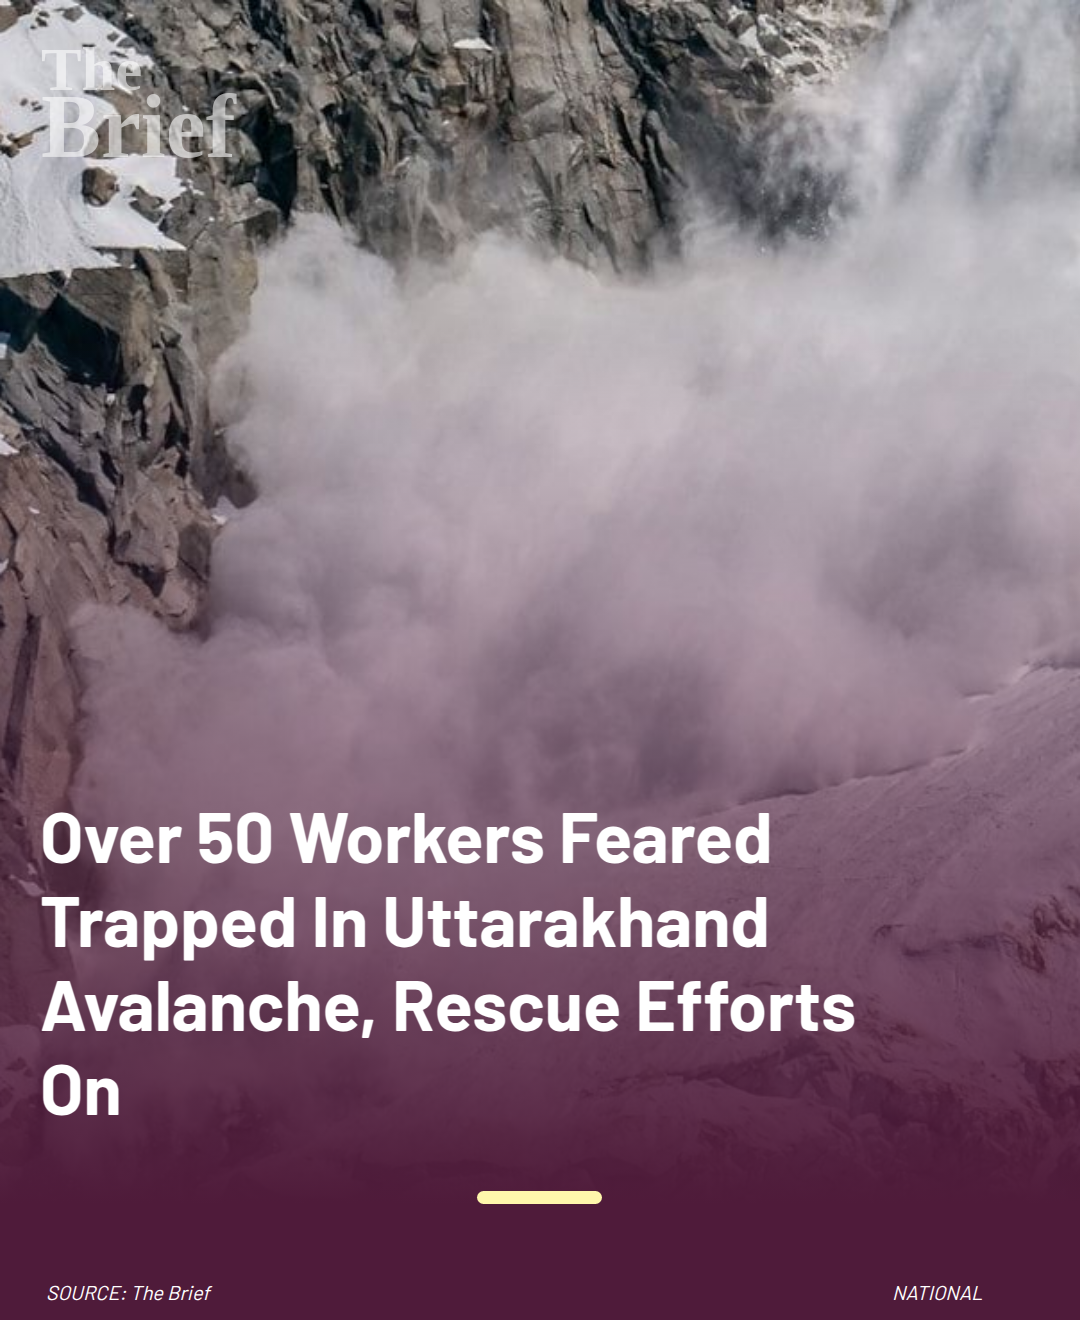 The
Brief
Over 50 Workers Feared
Trapped In Uttarakhand
Avalanche, Rescue Efforts
On
SOURCE: The Brief
NATIONAL